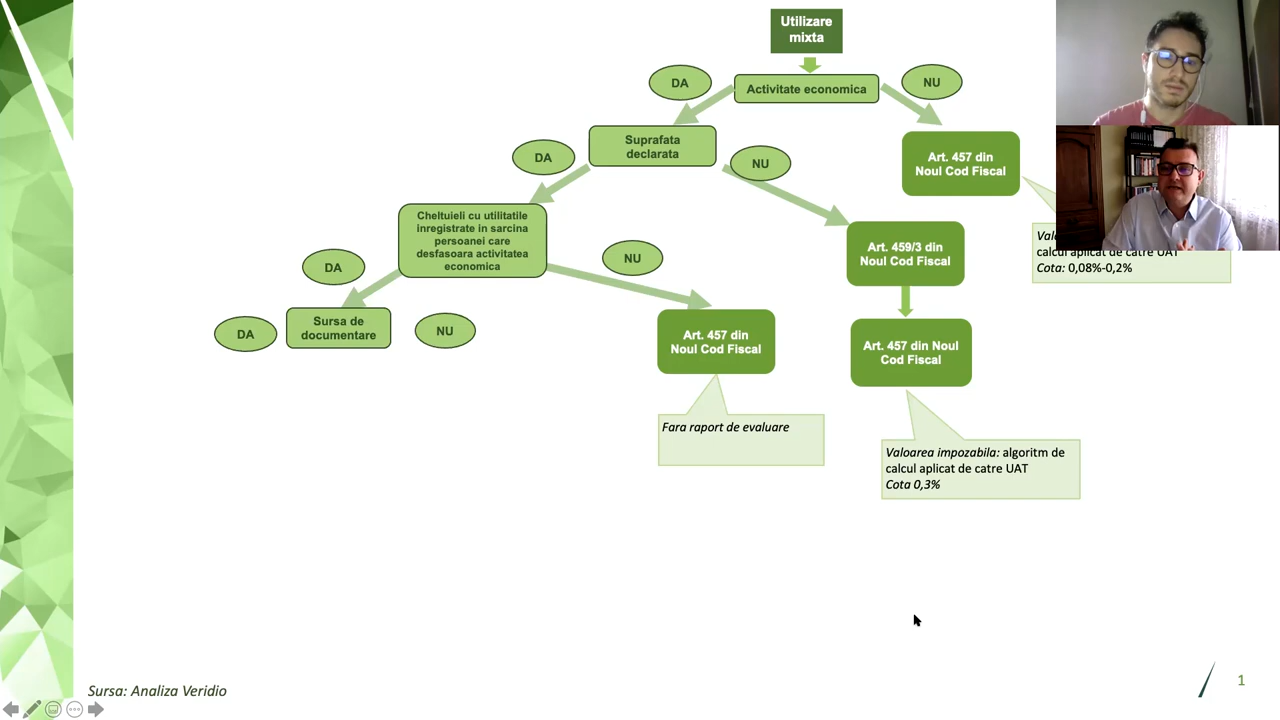 Utilizare
mixta
DA
Activitate economica
NU
Suprafata
declarata
DA
NU
Art. 457 din
Noul Cod Fiscal
Cheltuieli cu utilitatile
inregistrate in sarcina
persoanei care
desfasoara activitatea
economica
DA
NU
Art. 459/3 din
Noul Cod Fiscal
calcul aplicat de catre UAT
Cota: 0,08%-0,2%
DA
Sursa de
documentare
NU
Art. 457 din
Noul Cod Fiscal
Art. 457 din Noul
Cod Fiscal
Fara raport de evaluare
Valoarea impozabila: algoritm de
calcul aplicat de catre UAT
Cota 0,3%
Sursa: Analiza Veridio
1